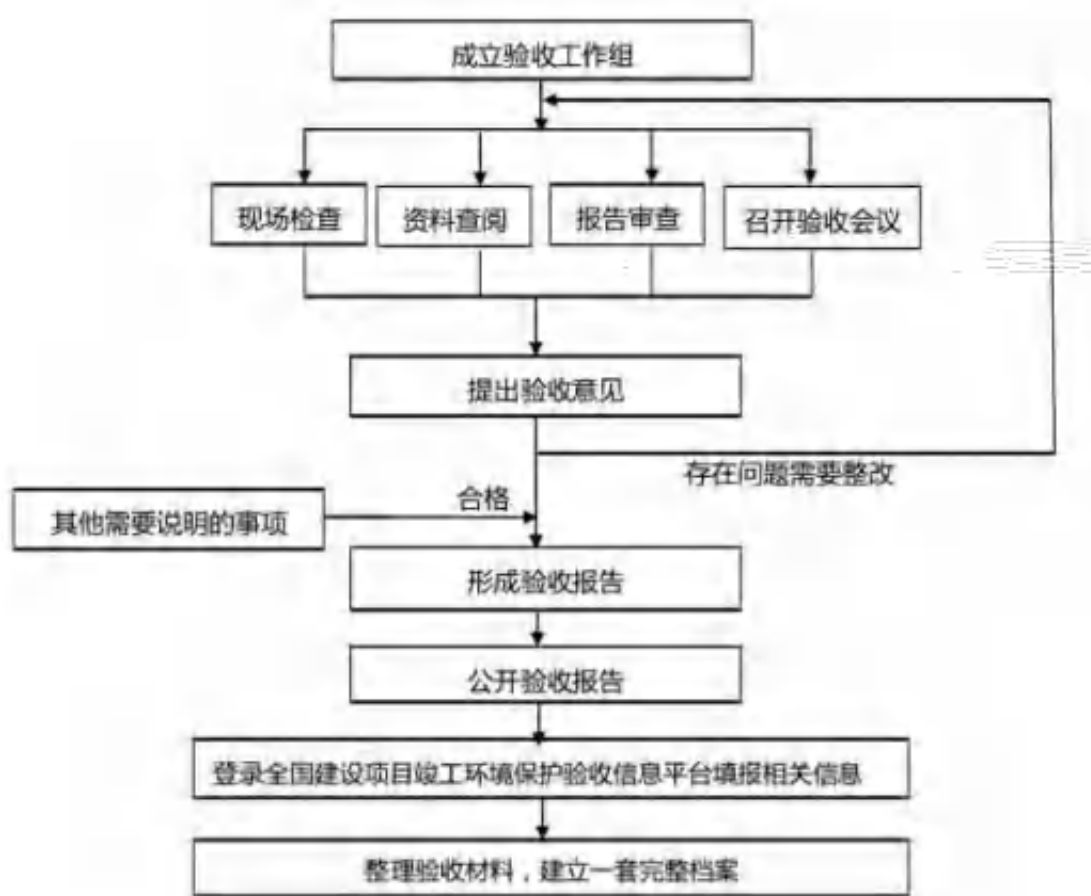 成立验收工作组
现场检查
资料查阅
报告审查
召开验收会议
提出验收意见
存在问题需要整改
合格
其他需要说明的事项
形成验收报告
公开验收报告
登录全国建设项目竣工环境保护验收信息平台填报相关信息
整理验收材料，建立一套完整档案